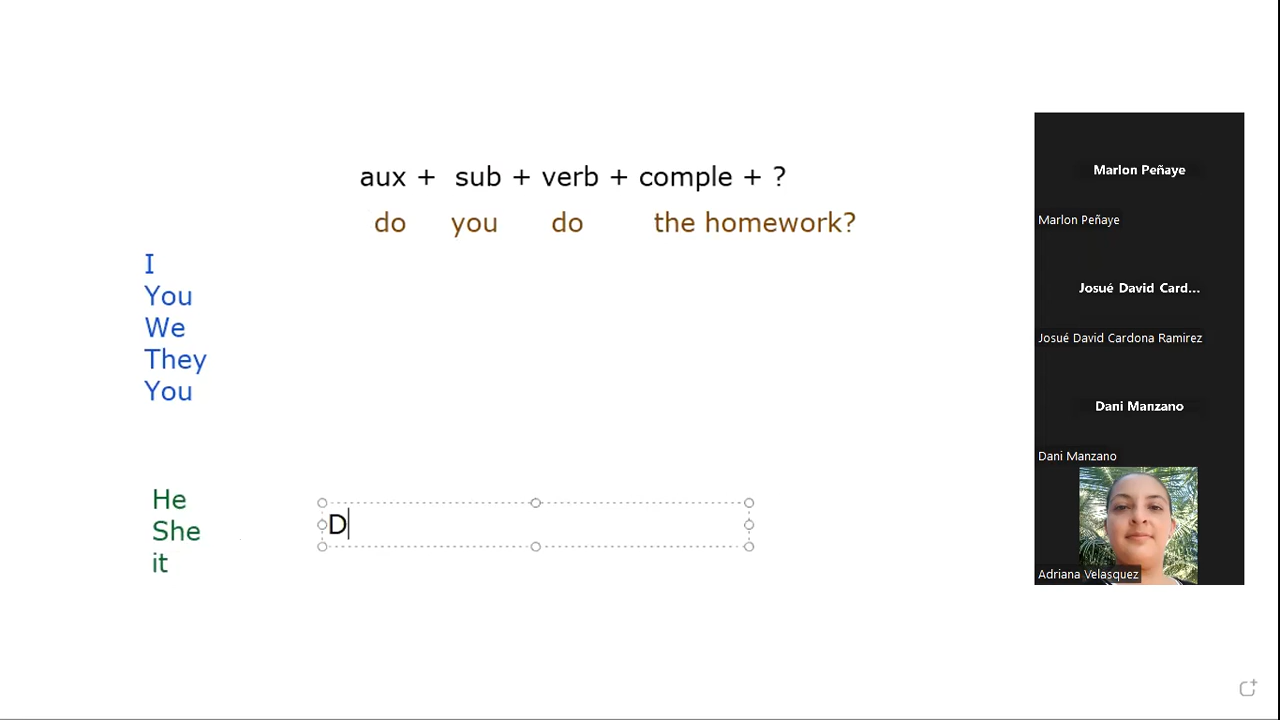 aux + sub + verb + comple + ?
do you do the homework?
I
You
We
They
You
He
She
it
D
Marlon Peñaye
Marlon Peñaye
Josué David Card...
Josué David Cardona Ramirez
Dani Manzano
Dani Manzano
Adriana Velasquez